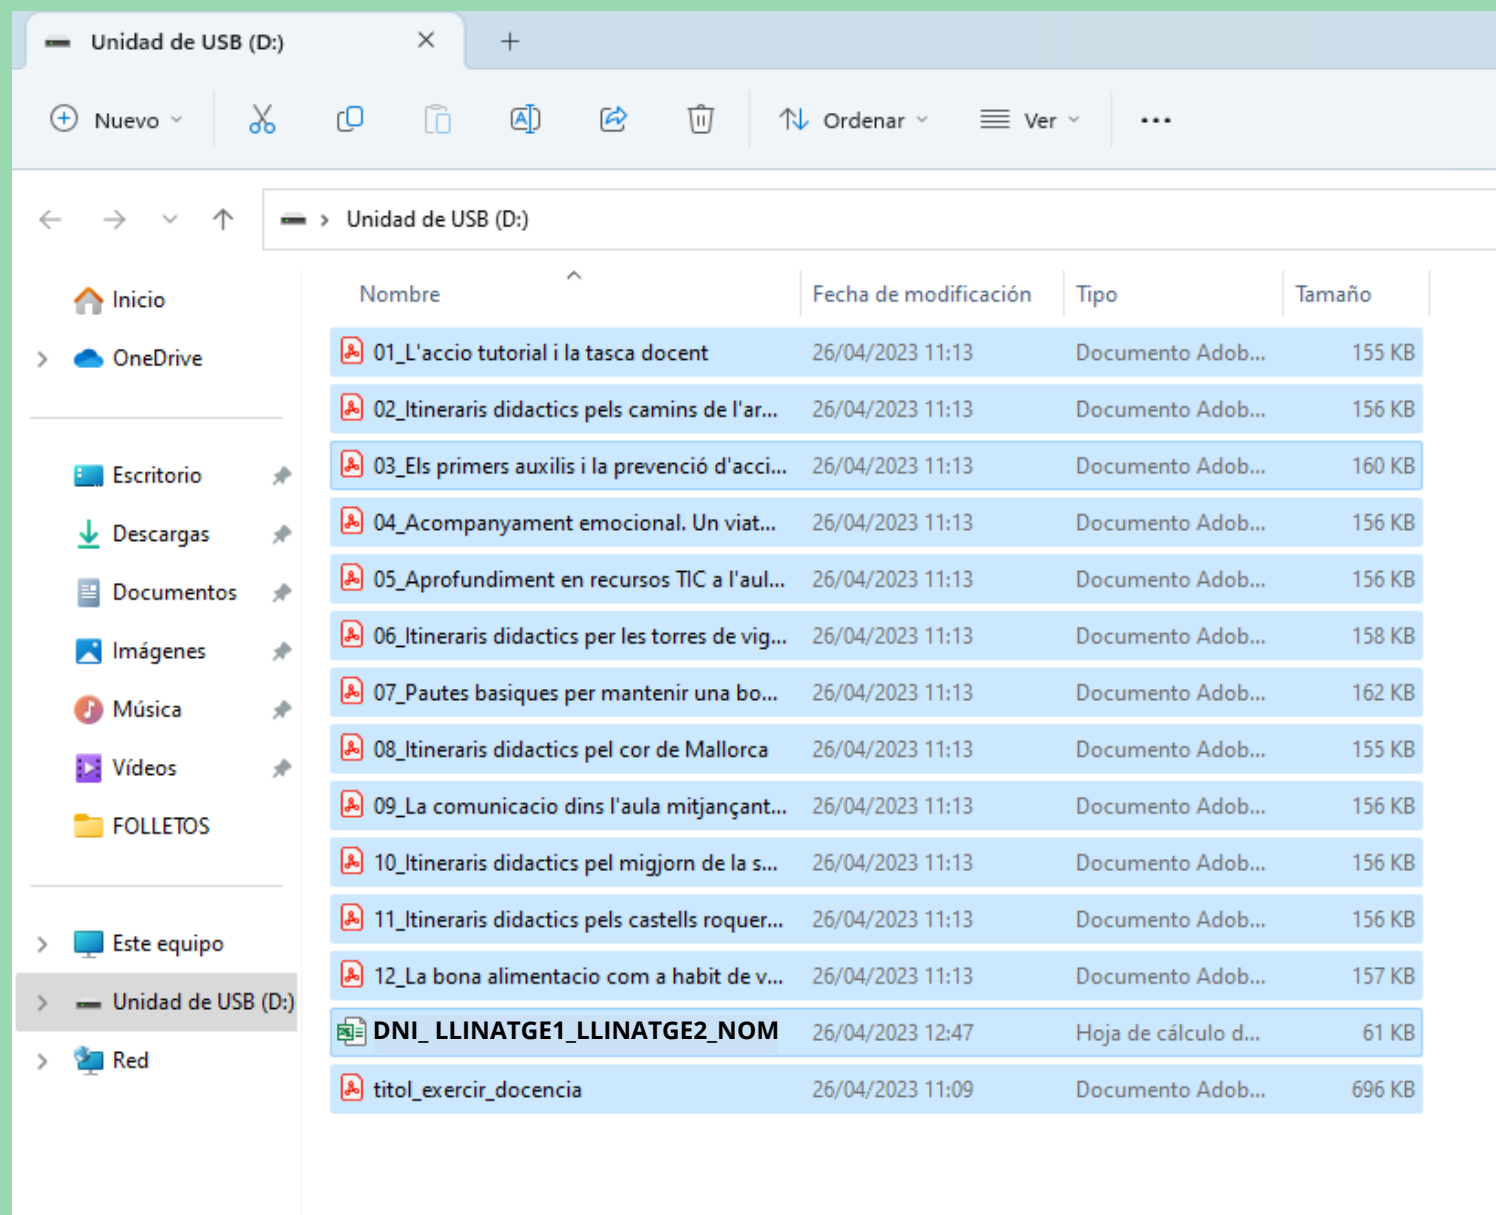 Unidad de USB (D:)
Nuevo
Ordenar
Ver
Unidad de USB (D:)
Inicio
OneDrive
Escritorio
Descargas
Documentos
Imágenes
Música
Vídeos
FOLLETOS
Este equipo
Unidad de USB (D:)
Red
Nombre Fecha de modificación Tipo Tamaño
01_L'accio tutorial i la tasca docent 26/04/2023 11:13 Documento Adob... 155 KB
02_Itineraris didactics pels camins de l'ar... 26/04/2023 11:13 Documento Adob... 156 KB
03_Els primers auxilis i la prevenció d'acci... 26/04/2023 11:13 Documento Adob... 160 KB
04_Acompanyament emocional. Un viat... 26/04/2023 11:13 Documento Adob... 156 KB
05_Aprofundiment en recursos TIC a l'aul... 26/04/2023 11:13 Documento Adob... 156 KB
06_Itineraris didactics per les torres de vig... 26/04/2023 11:13 Documento Adob... 158 KB
07_Pautes basiques per mantenir una bo... 26/04/2023 11:13 Documento Adob... 162 KB
08_Itineraris didactics pel cor de Mallorca 26/04/2023 11:13 Documento Adob... 155 KB
09_La comunicacio dins l'aula mitjançant... 26/04/2023 11:13 Documento Adob... 156 KB
10_Itineraris didactics pel migjorn de la s... 26/04/2023 11:13 Documento Adob... 156 KB
11_Itineraris didactics pels castells roquer... 26/04/2023 11:13 Documento Adob... 156 KB
12_La bona alimentacio com a habit de v... 26/04/2023 11:13 Documento Adob... 157 KB
DNI_ LLINATGE1_LLINATGE2_NOM 26/04/2023 12:47 Hoja de cálculo d... 61 KB
titol_exercir_docencia 26/04/2023 11:09 Documento Adob... 696 KB